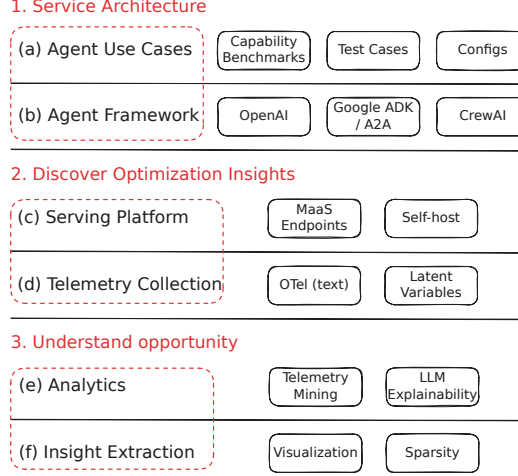 1. Service Architecture
(a) Agent Use Cases
Capability
Benchmarks
Test Cases
Configs
(b) Agent Framework
OpenAI
Google ADK
/ A2A
CrewAI
2. Discover Optimization Insights
(c) Serving Platform
MaaS
Endpoints
Self-host
(d) Telemetry Collection
OTel (text)
Latent
Variables
3. Understand opportunity
(e) Analytics
Telemetry
Mining
LLM
Explainability
(f) Insight Extraction
Visualization
Sparsity